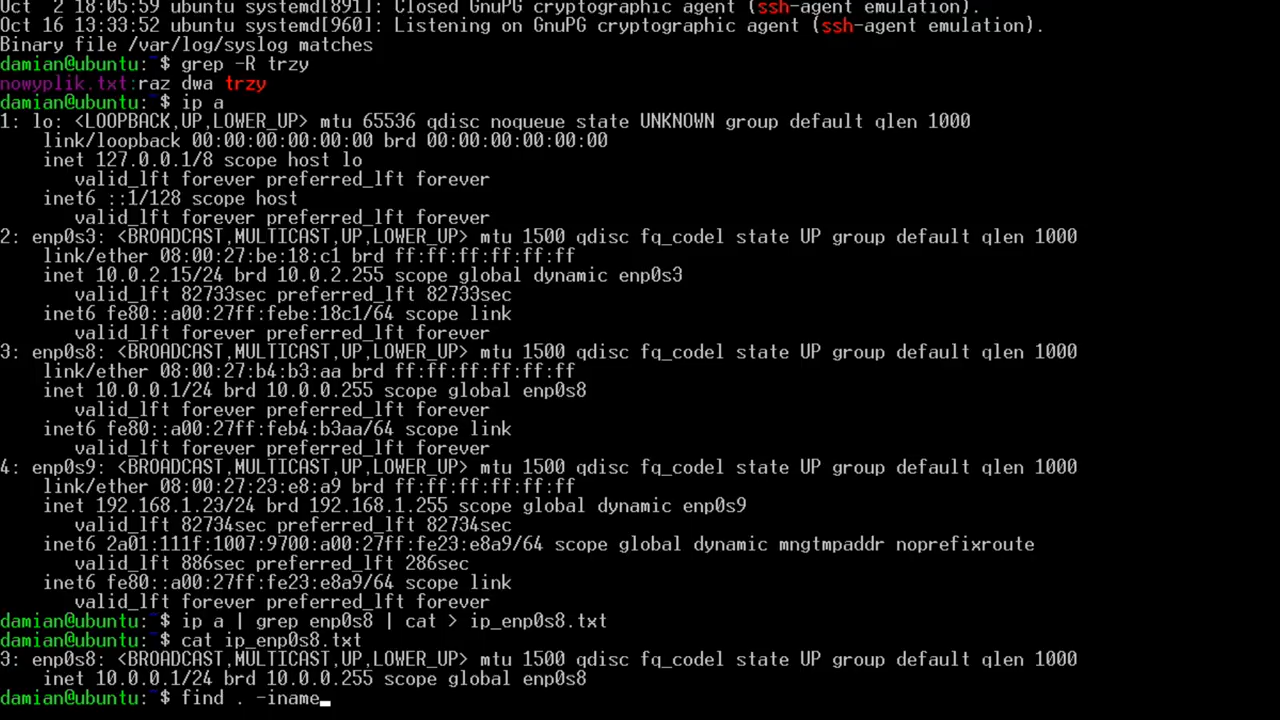 Oct  2 18:05:59 ubuntu systemd[891]: Closed GnuPG cryptographic agent (ssh-agent emulation).
Oct 16 13:33:52 ubuntu systemd[960]: Listening on GnuPG cryptographic agent (ssh-agent emulation).
Binary file /var/log/syslog matches
damian@ubuntu:~$ grep -R trzy
nowyplik.txt:raz dwa trzy
damian@ubuntu:~$ ip a
1: lo: <LOOPBACK,UP,LOWER_UP> mtu 65536 qdisc noqueue state UNKNOWN group default qlen 1000
    link/loopback 00:00:00:00:00:00 brd 00:00:00:00:00:00
    inet 127.0.0.1/8 scope host lo
       valid_lft forever preferred_lft forever
    inet6 ::1/128 scope host
       valid_lft forever preferred_lft forever
2: enp0s3: <BROADCAST,MULTICAST,UP,LOWER_UP> mtu 1500 qdisc fq_codel state UP group default qlen 1000
    link/ether 08:00:27:be:18:c1 brd ff:ff:ff:ff:ff:ff
    inet 10.0.2.15/24 brd 10.0.2.255 scope global dynamic enp0s3
       valid_lft 82733sec preferred_lft 82733sec
    inet6 fe80::a00:27ff:febe:18c1/64 scope link
       valid_lft forever preferred_lft forever
3: enp0s8: <BROADCAST,MULTICAST,UP,LOWER_UP> mtu 1500 qdisc fq_codel state UP group default qlen 1000
    link/ether 08:00:27:b4:b3:aa brd ff:ff:ff:ff:ff:ff
    inet 10.0.0.1/24 brd 10.0.0.255 scope global enp0s8
       valid_lft forever preferred_lft forever
    inet6 fe80::a00:27ff:feb4:b3aa/64 scope link
       valid_lft forever preferred_lft forever
4: enp0s9: <BROADCAST,MULTICAST,UP,LOWER_UP> mtu 1500 qdisc fq_codel state UP group default qlen 1000
    link/ether 08:00:27:23:e8:a9 brd ff:ff:ff:ff:ff:ff
    inet 192.168.1.23/24 brd 192.168.1.255 scope global dynamic enp0s9
       valid_lft 82734sec preferred_lft 82734sec
    inet6 2a01:111f:1007:9700:a00:27ff:fe23:e8a9/64 scope global dynamic mngtmpaddr noprefixroute
       valid_lft 886sec preferred_lft 286sec
    inet6 fe80::a00:27ff:fe23:e8a9/64 scope link
       valid_lft forever preferred_lft forever
damian@ubuntu:~$ ip a | grep enp0s8 | cat > ip_enp0s8.txt
damian@ubuntu:~$ cat ip_enp0s8.txt
3: enp0s8: <BROADCAST,MULTICAST,UP,LOWER_UP> mtu 1500 qdisc fq_codel state UP group default qlen 1000
    inet 10.0.0.1/24 brd 10.0.0.255 scope global enp0s8
damian@ubuntu:~$ find . -iname